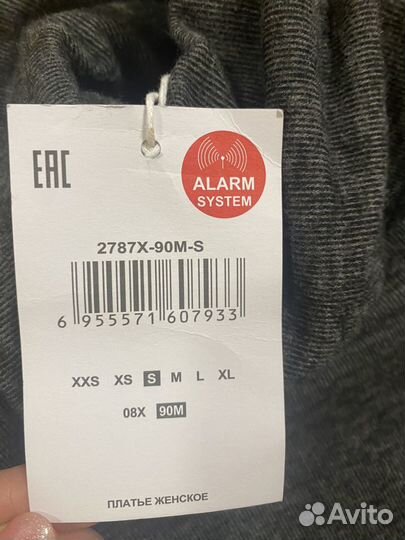 EAC
ALARM
SYSTEM
2787X-90M-S
6 955571 607933
XXS XS S M L XL
08X 90M
ПЛАТЬЕ ЖЕНСКОЕ
Avito